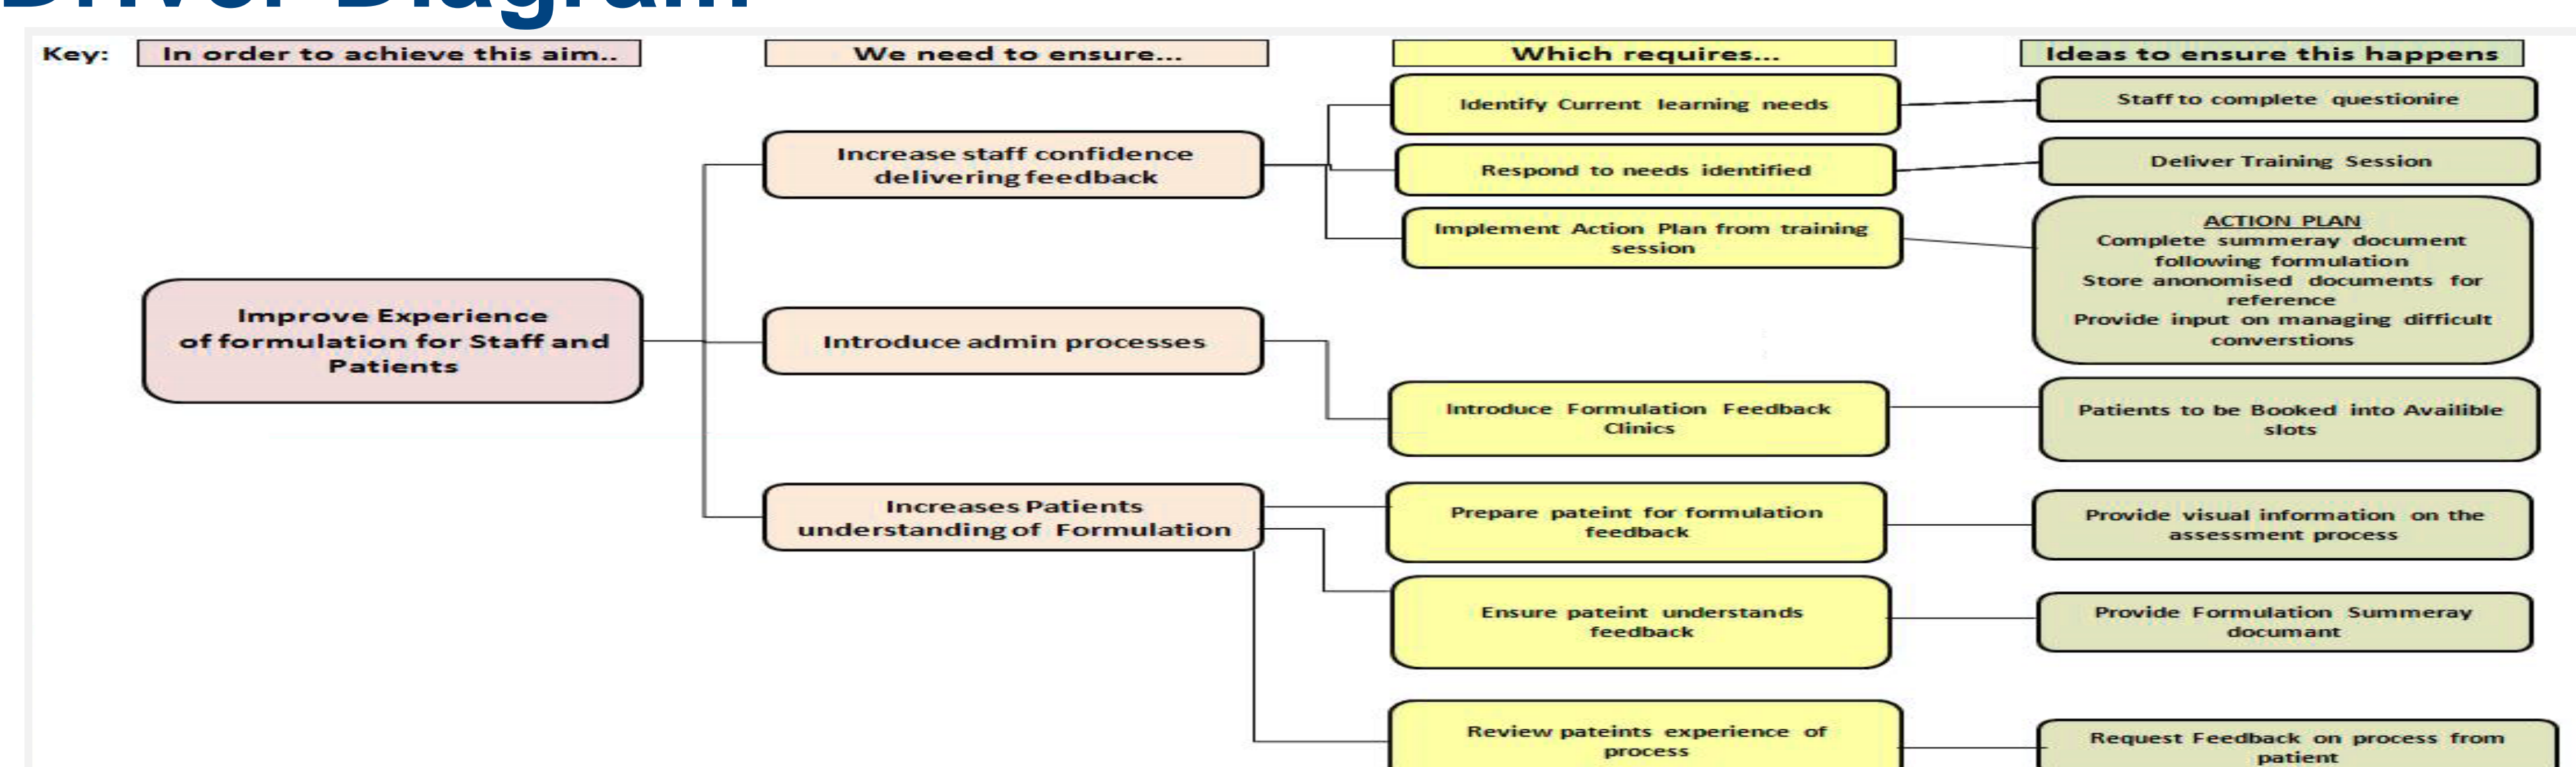 Driver Diagram
Key:
In order to achieve this aim..
We need to ensure...
Which requires...
Ideas to ensure this happens
Improve Experience
of formulation for Staff and
Patients
Increase staff confidence
delivering feedback
Introduce admin processes
Increases Patients
understanding of Formulation
Identify Current learning needs
Respond to needs identified
Implement Action Plan from training
session
Introduce Formulation Feedback
Clinics
Prepare pateint for formulation
feedback
Ensure pateint understands
feedback
Review pateints experience of
process
Staff to complete questionire
Deliver Training Session
ACTION PLAN
Complete summeray document
following formulation
Store anonomised documents for
reference
Provide input on managing difficult
converstions
Patients to be Booked into Availible
slots
Provide visual information on the
assessment process
Provide Formulation Summeray
documant
Request Feedback on process from
patient